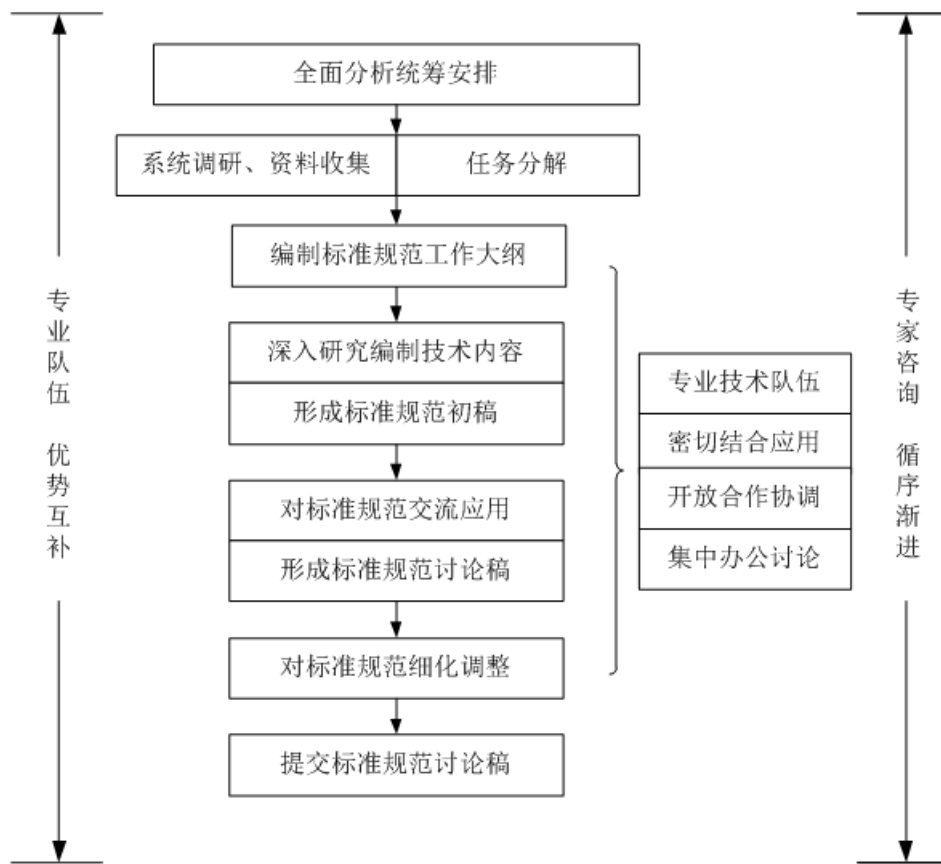 全面分析统筹安排
系统调研、资料收集
任务分解
编制标准规范工作大纲
深入研究编制技术内容
形成标准规范初稿
对标准规范交流应用
形成标准规范讨论稿
对标准规范细化调整
提交标准规范讨论稿
专业技术队伍
密切结合应用
开放合作协调
集中办公讨论
专业队伍 优势互补
专家咨询 循序渐进